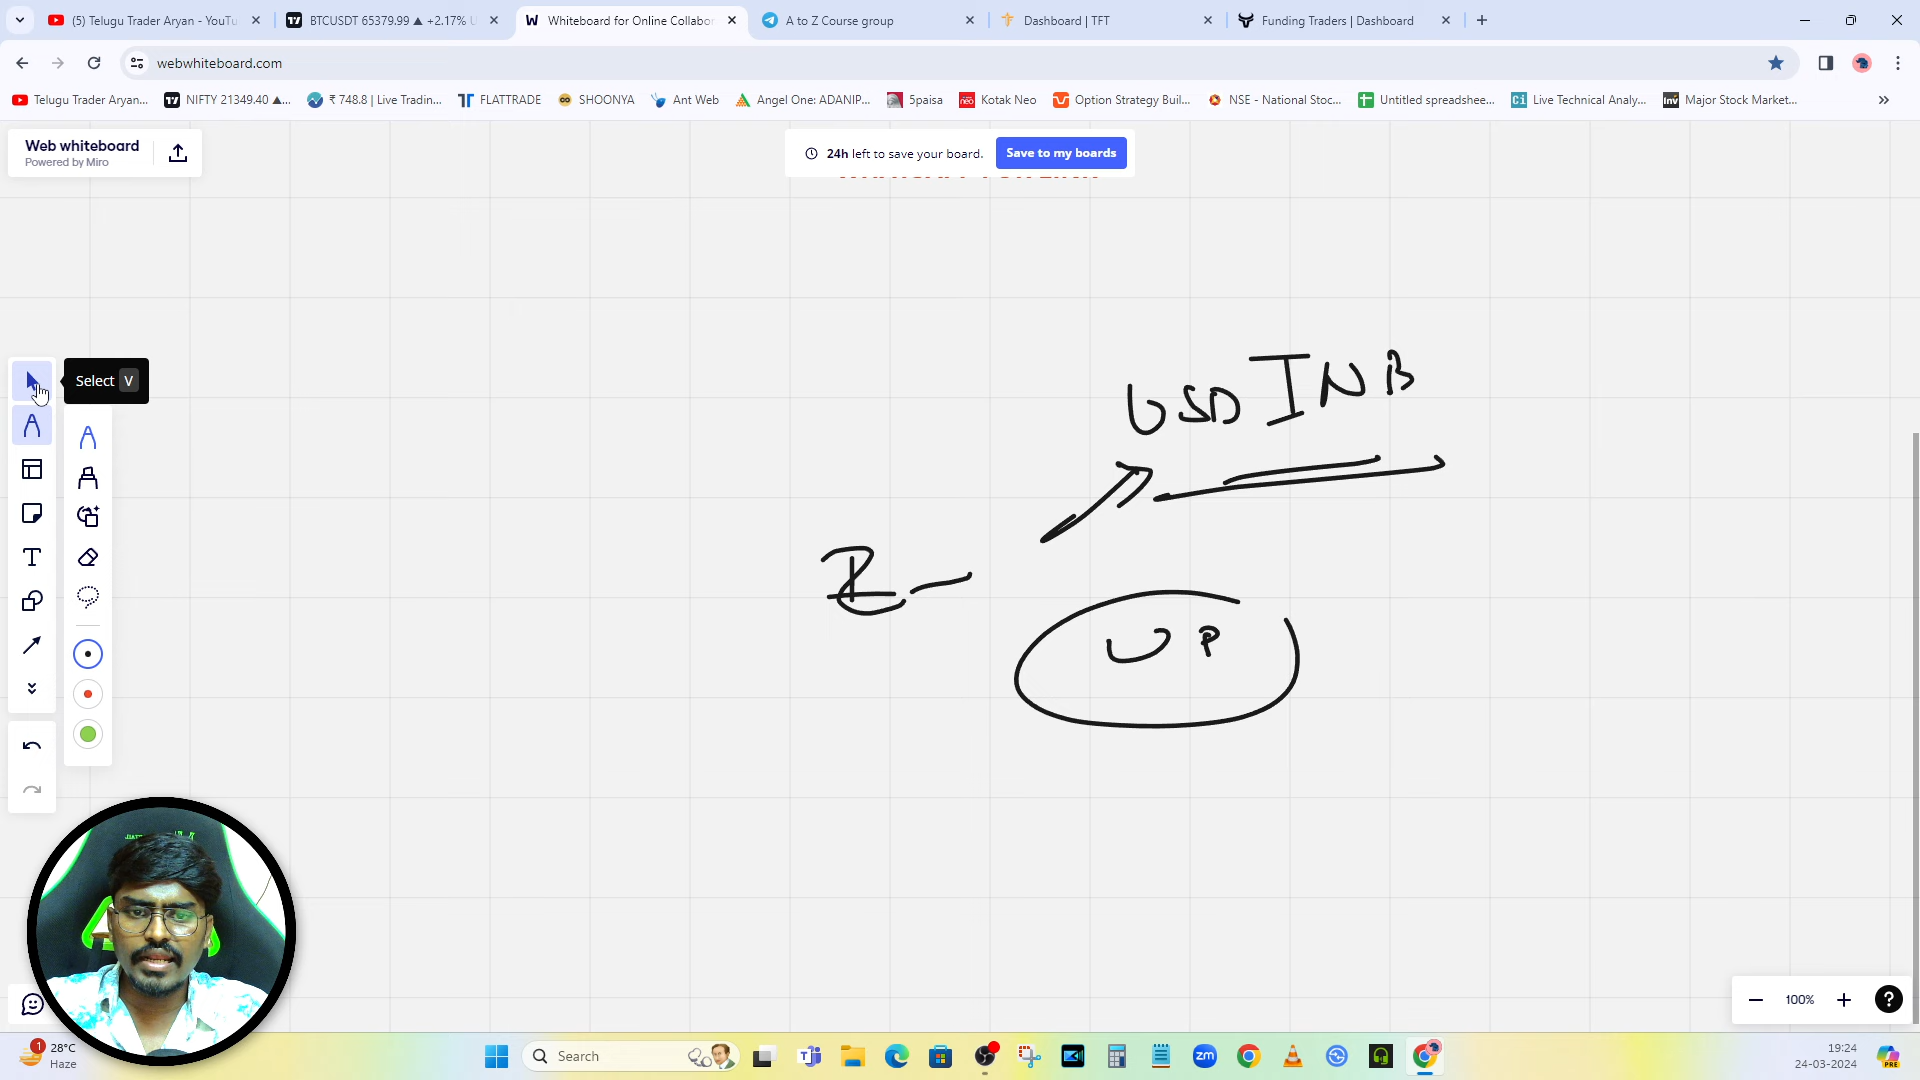 (5) Telugu Trader Aryan - YouTu
BTCUSDT 65379.99 ▲ +2.17% U
Whiteboard for Online Collabor
A to Z Course group
Dashboard | TFT
Funding Traders | Dashboard
webwhiteboard.com
Telugu Trader Aryan...
NIFTY 21349.40 ▲...
₹ 748.8 | Live Tradin...
FLATTRADE
SHOONYA
Ant Web
Angel One: ADANIP...
5paisa
Kotak Neo
Option Strategy Buil...
NSE - National Stoc...
Untitled spreadshee...
Live Technical Analy...
Major Stock Market...
Web whiteboard
Powered by Miro
24h left to save your board.
Save to my boards
Select V
USD INB
UP
100%
1
28°C
Haze
Search
19:24
24-03-2024